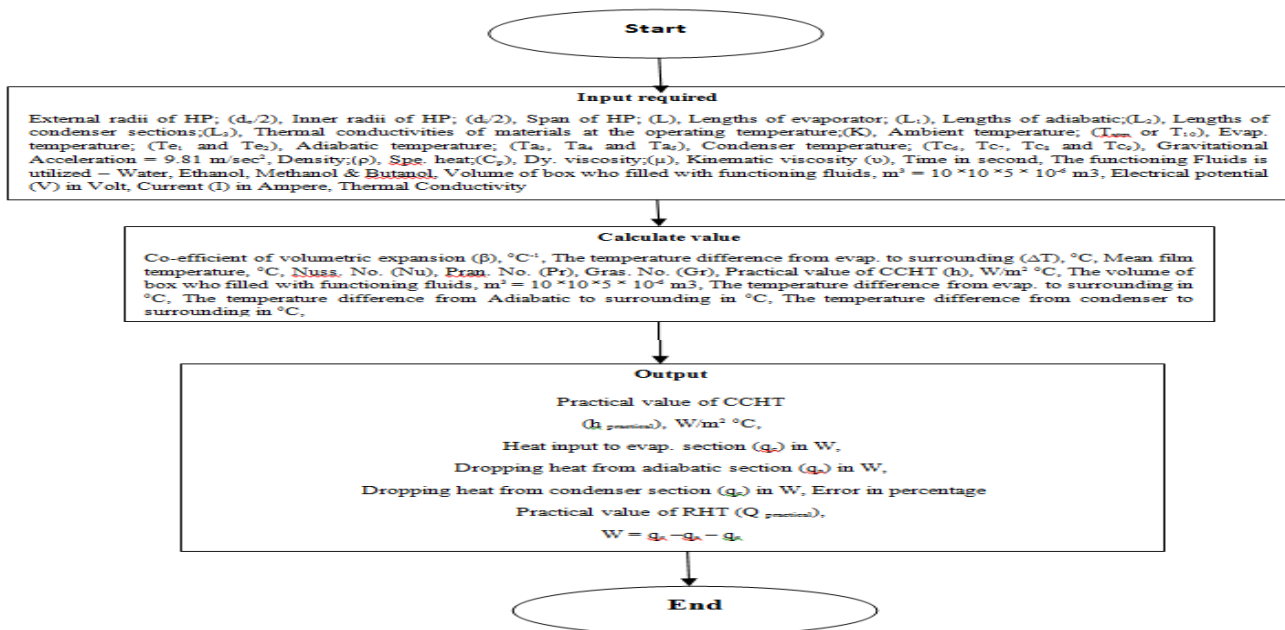 Start
Input required
External radii of HP; (dₒ/2), Inner radii of HP; (dᵢ/2), Span of HP; (L), Lengths of evaporator; (L₁), Lengths of adiabatic;(L₂), Lengths of
condenser sections;(L₃), Thermal conductivities of materials at the operating temperature;(K), Ambient temperature; ( or T₁₀), Evap.
temperature; (Te₁ and Te₂), Adiabatic temperature; (Ta₃, Ta₄ and Ta₅), Condenser temperature; (Tc₆, Tc₇, Tc₈ and Tc₉), Gravitational
Acceleration = 9.81 m/sec², Density;(ρ), Spe. heat;(Cₚ), Dy. viscosity;(μ), Kinematic viscosity (υ), Time in second, The functioning Fluids is
utilized – Water, Ethanol, Methanol & Butanol, Volume of box who filled with functioning fluids, m³ = 10 *10 *5 * 10⁻⁶ m3, Electrical potential
(V) in Volt, Current (I) in Ampere, Thermal Conductivity
Calculate value
Co-efficient of volumetric expansion (β), °C⁻¹, The temperature difference from evap. to surrounding (ΔT), °C, Mean film
temperature, °C, Nuss. No. (Nu), Pran. No. (Pr), Gras. No. (Gr), Practical value of CCHT (h), W/m² °C, The volume of
box who filled with functioning fluids, m³ = 10 *10 *5 * 10⁻⁶ m3, The temperature difference from evap. to surrounding in
°C, The temperature difference from Adiabatic to surrounding in °C, The temperature difference from condenser to
surrounding in °C,
Output
Practical value of CCHT
(h practical), W/m² °C,
Heat input to evap. section () in W,
Dropping heat from adiabatic section () in W,
Dropping heat from condenser section () in W, Error in percentage
Practical value of RHT (Q practical),
W =
End